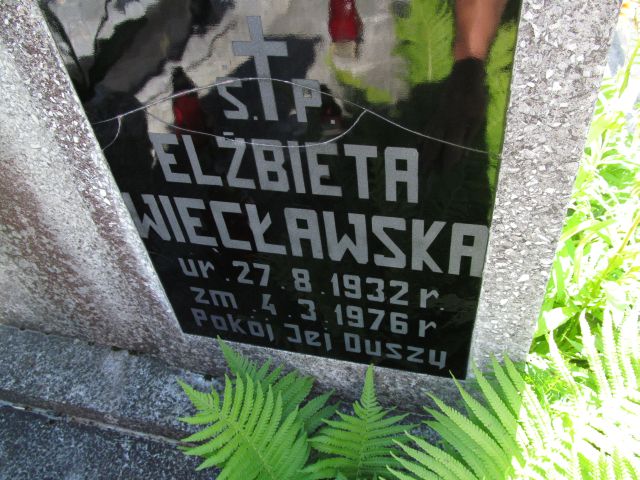 Ś. P.
ELŻBIETA
WIĘCŁAWSKA
ur. 27. 8. 1932 r.
zm. 4. 3. 1976 r
Pokój Jej Duszy